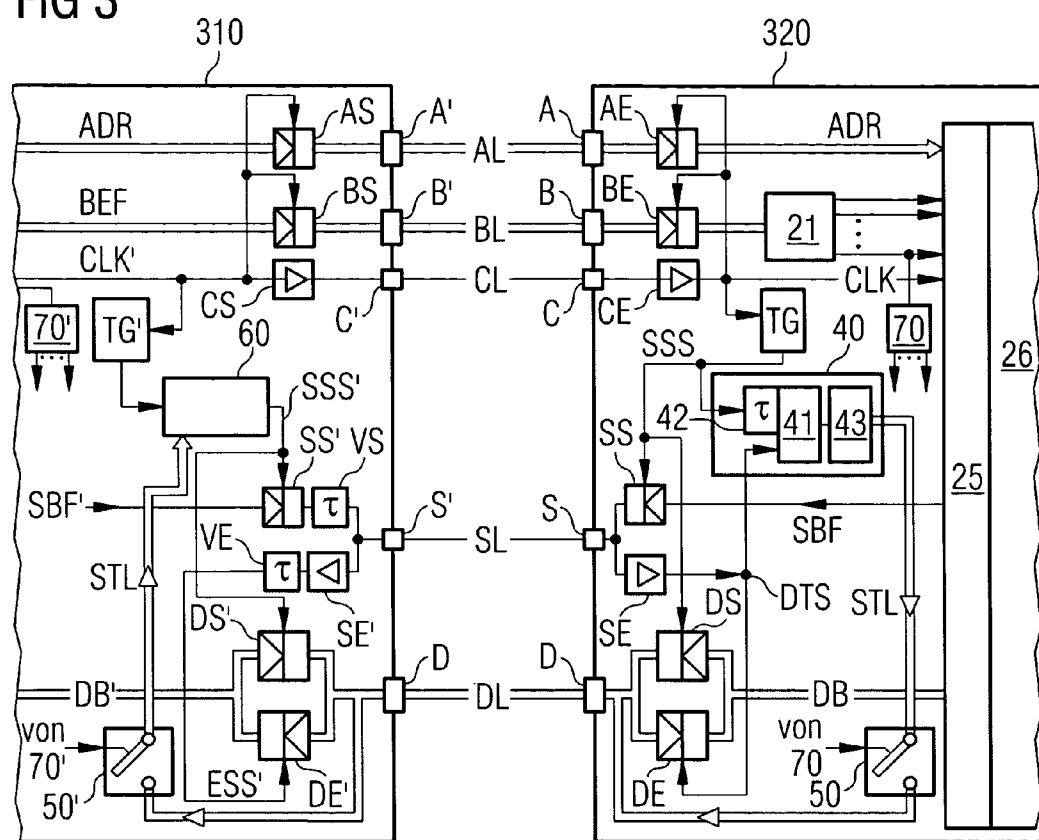 FIG 3
310
320
ADR
AS
A'
AL
A
AE
ADR
BEF
BS
B'
BL
B
BE
21
CLK'
CS
C'
CL
C
CE
CLK
70'
TG'
60
SSS'
SSS
TG
40
70
26
42
τ
41
43
SS'
VS
SS
25
SBF'
τ
S'
SL
S
SBF
VE
τ
STL
SE'
SE
DTS
STL
DS'
DS
D
D
DB'
DL
DB
von
70'
50'
ESS'
DE'
DE
von
70
50